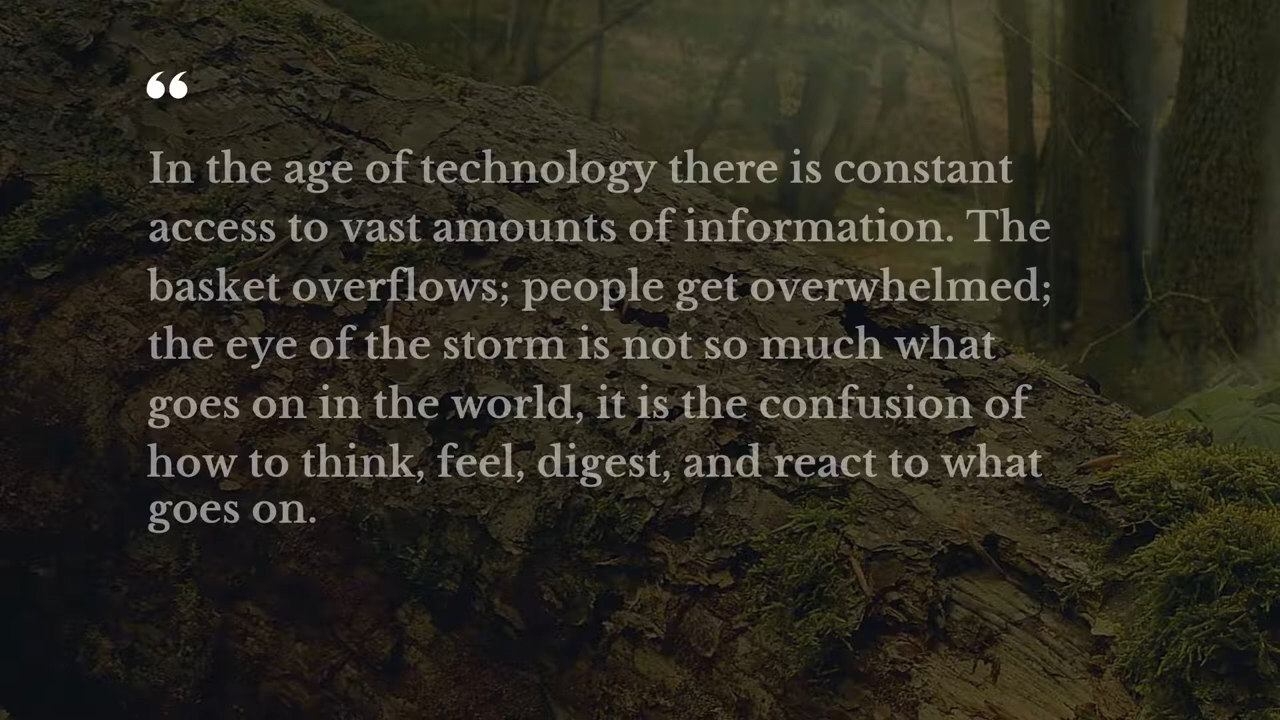 “
In the age of technology there is constant
access to vast amounts of information. The
basket overflows; people get overwhelmed;
the eye of the storm is not so much what
goes on in the world, it is the confusion of
how to think, feel, digest, and react to what
goes on.